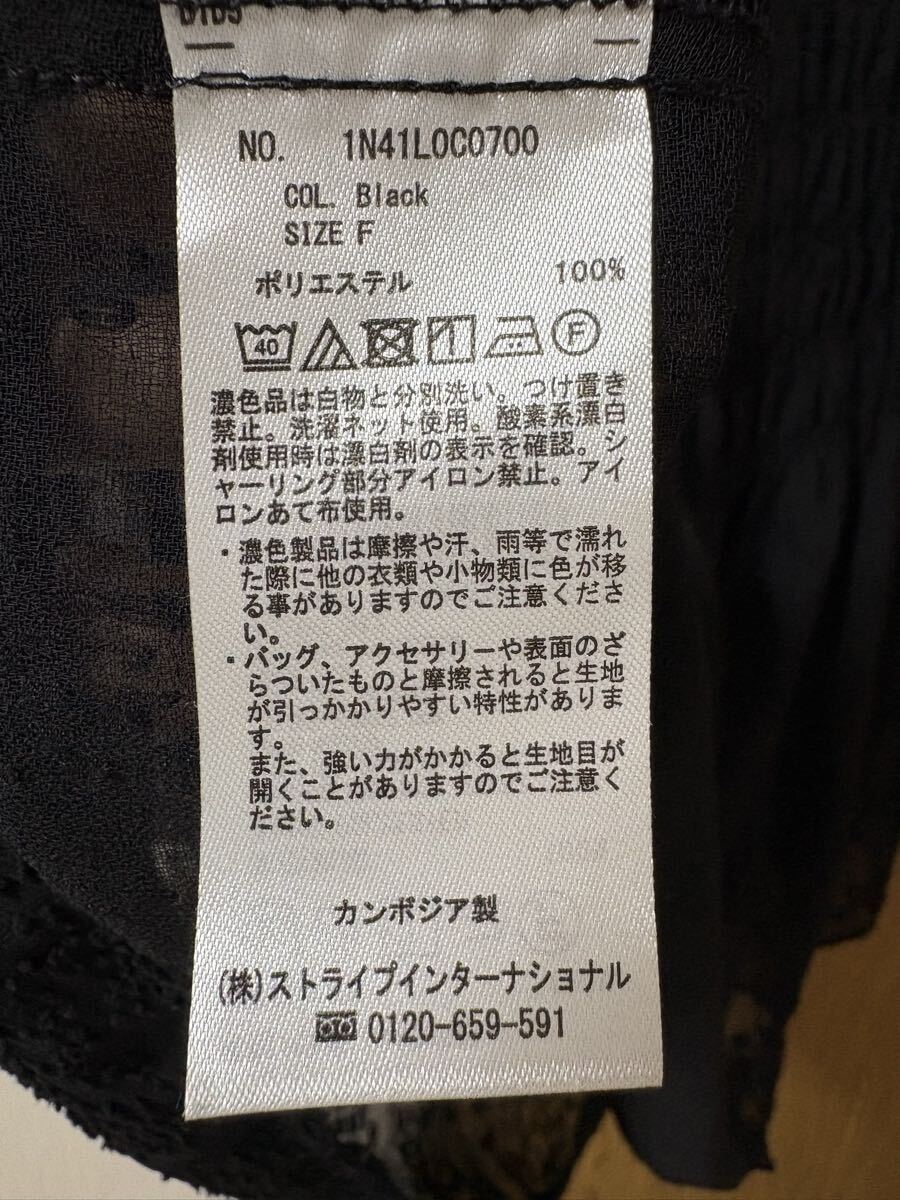 NO. 1N41L0C0700
COL. Black
SIZE F
ポリエステル 100%
40
F
濃色品は白物と分別洗い。つけ置き
禁止。洗濯ネット使用。酸素系漂白
剤使用時は漂白剤の表示を確認。シ
ャーリング部分アイロン禁止。アイ
ロンあて布使用。
・濃色製品は摩擦や汗、雨等で濡れ
た際に他の衣類や小物類に色が移
る事がありますのでご注意くださ
い。
・バッグ、アクセサリーや表面のざ
らついたものと摩擦されると生地
が引っかかりやすい特性がありま
す。
また、強い力がかかると生地目が
開くことがありますのでご注意く
ださい。
カンボジア製
(株)ストライプインターナショナル
0120-659-591